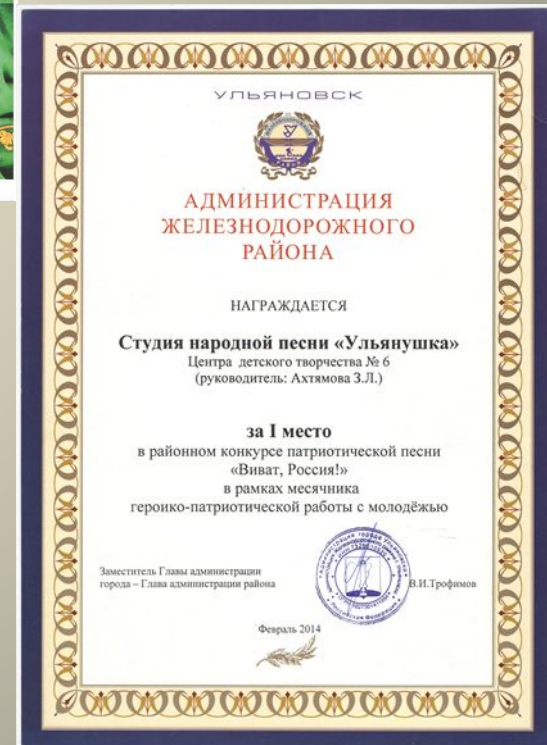 УЛЬЯНОВСК
АДМИНИСТРАЦИЯ
ЖЕЛЕЗНОДОРОЖНОГО
РАЙОНА
НАГРАЖДАЕТСЯ
Студия народной песни «Ульянушка»
Центра детского творчества № 6
(руководитель: Ахтямова З.Л.)
за I место
в районном конкурсе патриотической песни
«Виват, Россия!»
в рамках месячника
героико-патриотической работы с молодёжью
Заместитель Главы администрации
города – Глава администрации района
В.И.Трофимов
Российская Федерация
Февраль 2014